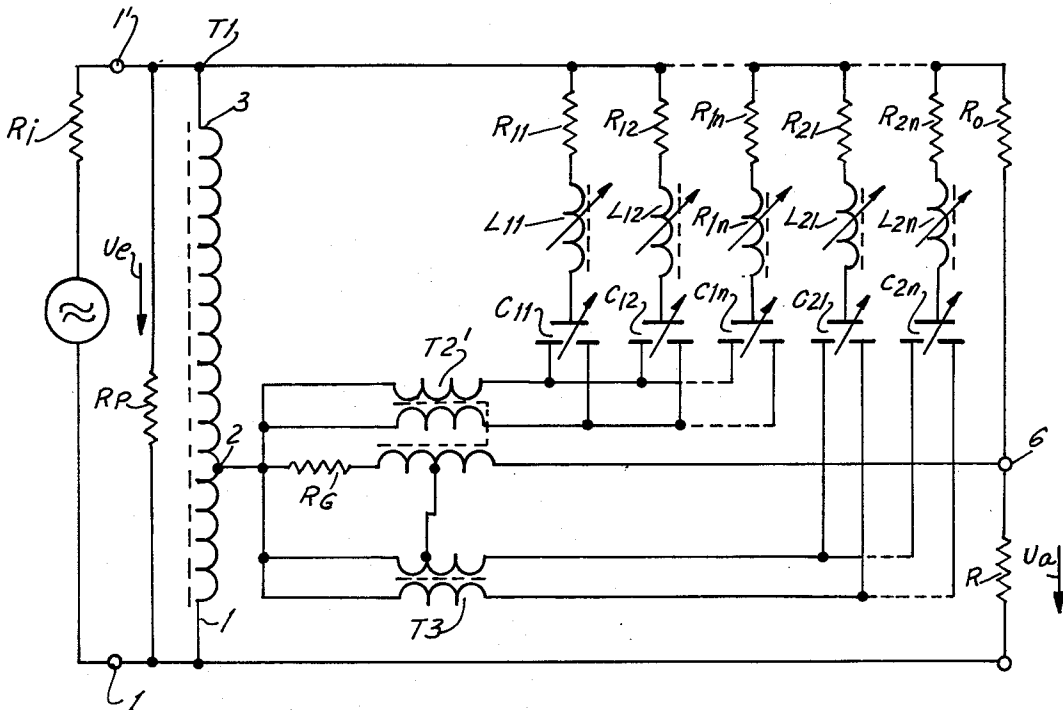 1'
T1
3
Ri
R11
R12
R1n
R21
R2n
Ro
L11
L12
R1n
L21
L2n
Ue
C11
C12
C1n
C21
C2n
T2'
RP
2
6
RG
R
Ua
T3
1
1